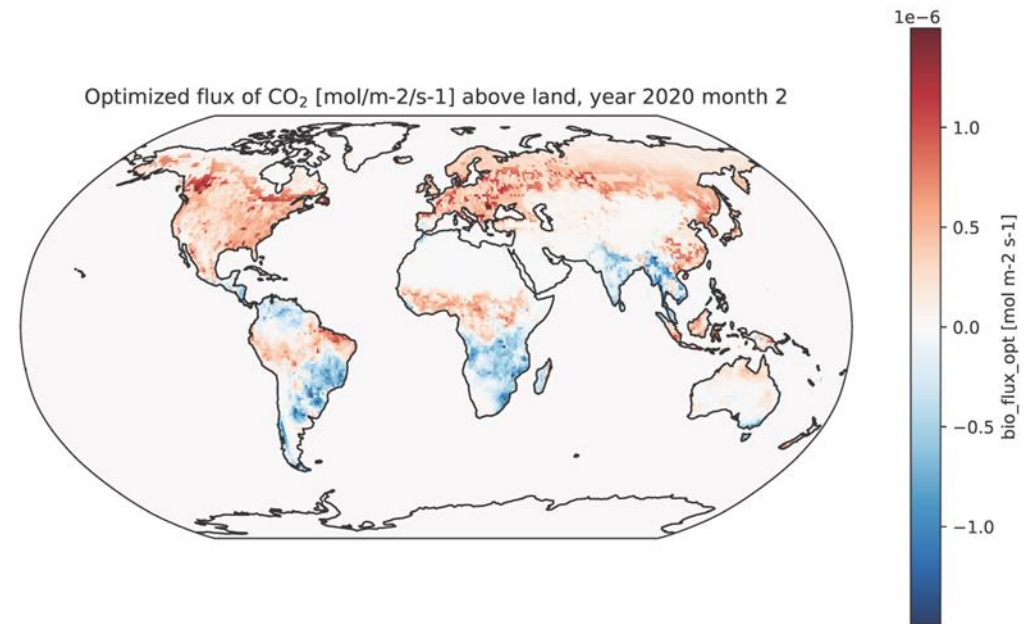 1e−6
Optimized flux of CO₂ [mol/m-2/s-1] above land, year 2020 month 2
1.0
0.5
0.0
−0.5
−1.0
bio_flux_opt [mol m-2 s-1]